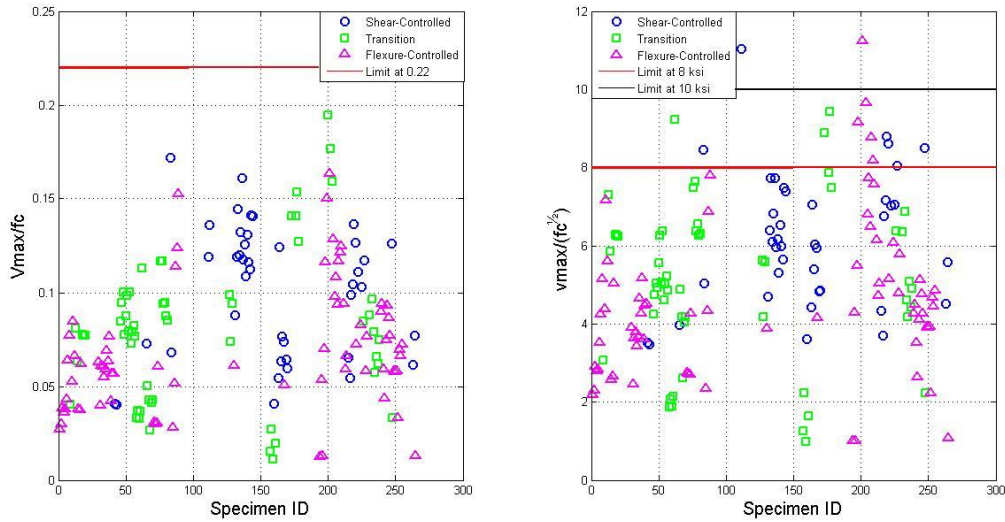 0.25
0.2
0.15
0.1
0.05
0
Vmax/fc
0 50 100 150 200 250 300
Specimen ID
Shear-Controlled
Transition
Flexure-Controlled
Limit at 0.22
12
10
8
6
4
2
0
vmax/(fc^½)
0 50 100 150 200 250 300
Specimen ID
Shear-Controlled
Transition
Flexure-Controlled
Limit at 8 ksi
Limit at 10 ksi